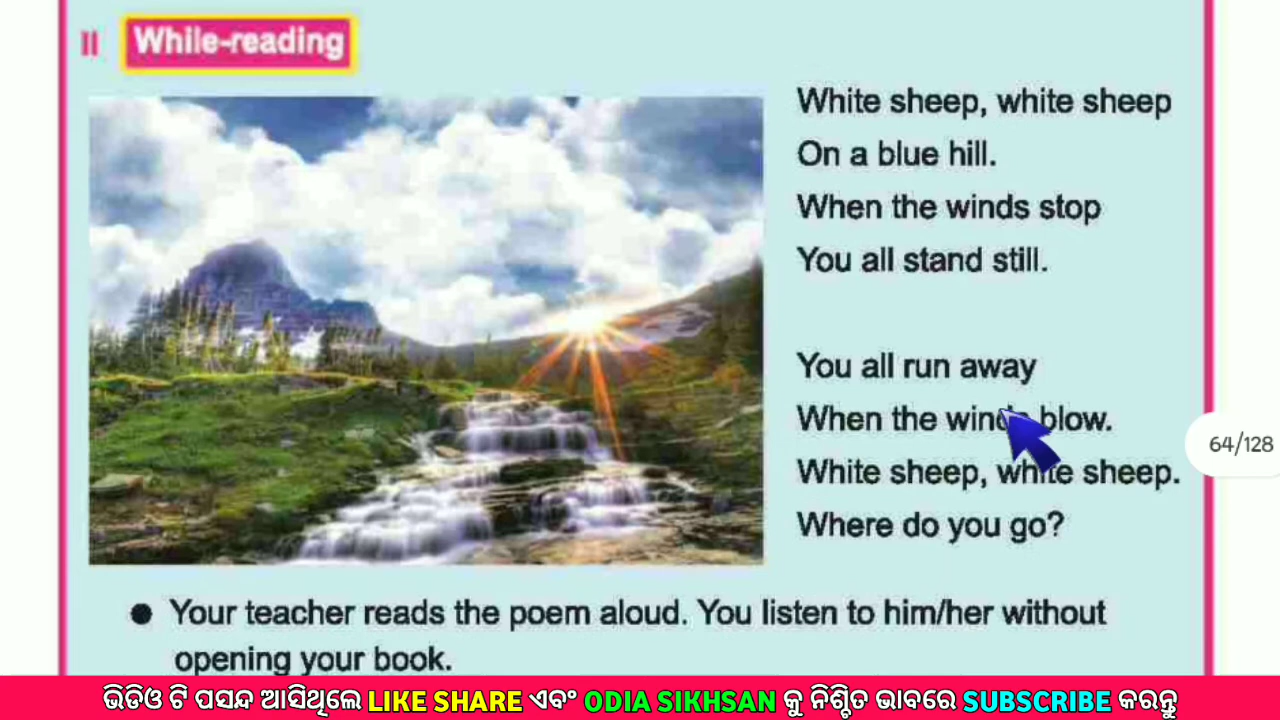 II While-reading
White sheep, white sheep
On a blue hill.
When the winds stop
You all stand still.
You all run away
When the winds blow.
White sheep, white sheep.
Where do you go?
64/128
● Your teacher reads the poem aloud. You listen to him/her without
opening your book.
ଭିଡିଓ ଟି ପସନ୍ଦ ଆସିଥିଲେ LIKE SHARE ଏବଂ ODIA SIKHSAN କୁ ନିଶ୍ଚିତ ଭାବରେ SUBSCRIBE କରନ୍ତୁ